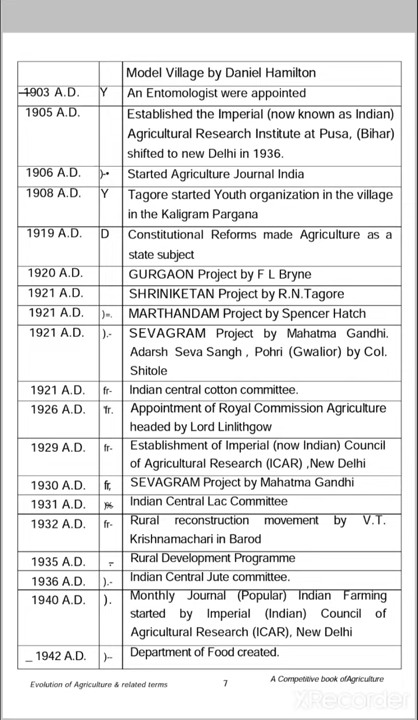 Model Village by Daniel Hamilton
1903 A.D. Y An Entomologist were appointed
1905 A.D. Established the Imperial (now known as Indian)
Agricultural Research Institute at Pusa, (Bihar)
shifted to new Delhi in 1936.
1906 A.D. )-• Started Agriculture Journal India
1908 A.D. Y Tagore started Youth organization in the village
in the Kaligram Pargana
1919 A.D. D Constitutional Reforms made Agriculture as a
state subject
1920 A.D. GURGAON Project by F L Bryne
1921 A.D. SHRINIKETAN Project by R.N.Tagore
1921 A.D. )=. MARTHANDAM Project by Spencer Hatch
1921 A.D. ).- SEVAGRAM Project by Mahatma Gandhi.
Adarsh Seva Sangh , Pohri (Gwalior) by Col.
Shitole
1921 A.D. fr- Indian central cotton committee.
1926 A.D. 1r. Appointment of Royal Commission Agriculture
headed by Lord Linlithgow
1929 A.D. fr- Establishment of Imperial (now Indian) Council
of Agricultural Research (ICAR) ,New Delhi
1930 A.D. fr, SEVAGRAM Project by Mahatma Gandhi
1931 A.D. Indian Central Lac Committee
1932 A.D. fr- Rural reconstruction movement by V.T.
Krishnamachari in Barod
1935 A.D. Rural Development Programme
1936 A.D. ).- Indian Central Jute committee.
1940 A.D. ). Monthly Journal (Popular) Indian Farming
started by Imperial (Indian) Council of
Agricultural Research (ICAR), New Delhi
_ 1942 A.D. )-- Department of Food created.
Evolution of Agriculture & related terms 7 A Competitive book ofAgriculture
XRecorder